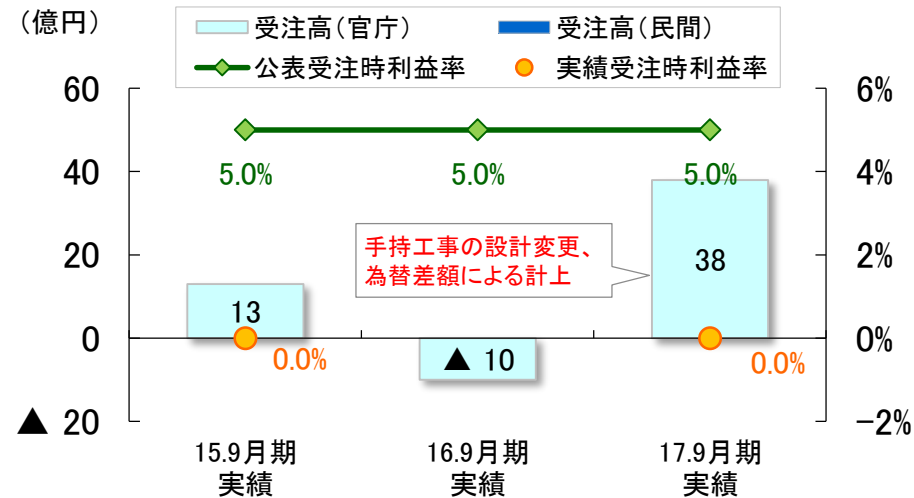 （億円）
受注高（官庁） 受注高（民間）
公表受注時利益率 実績受注時利益率
60 6%
5.0% 5.0% 5.0%
40 4%
手持工事の設計変更、
為替差額による計上
20 38 2%
13
0 0%
0.0% ▲ 10 0.0%
▲ 20 -2%
15.9月期 16.9月期 17.9月期
実績 実績 実績